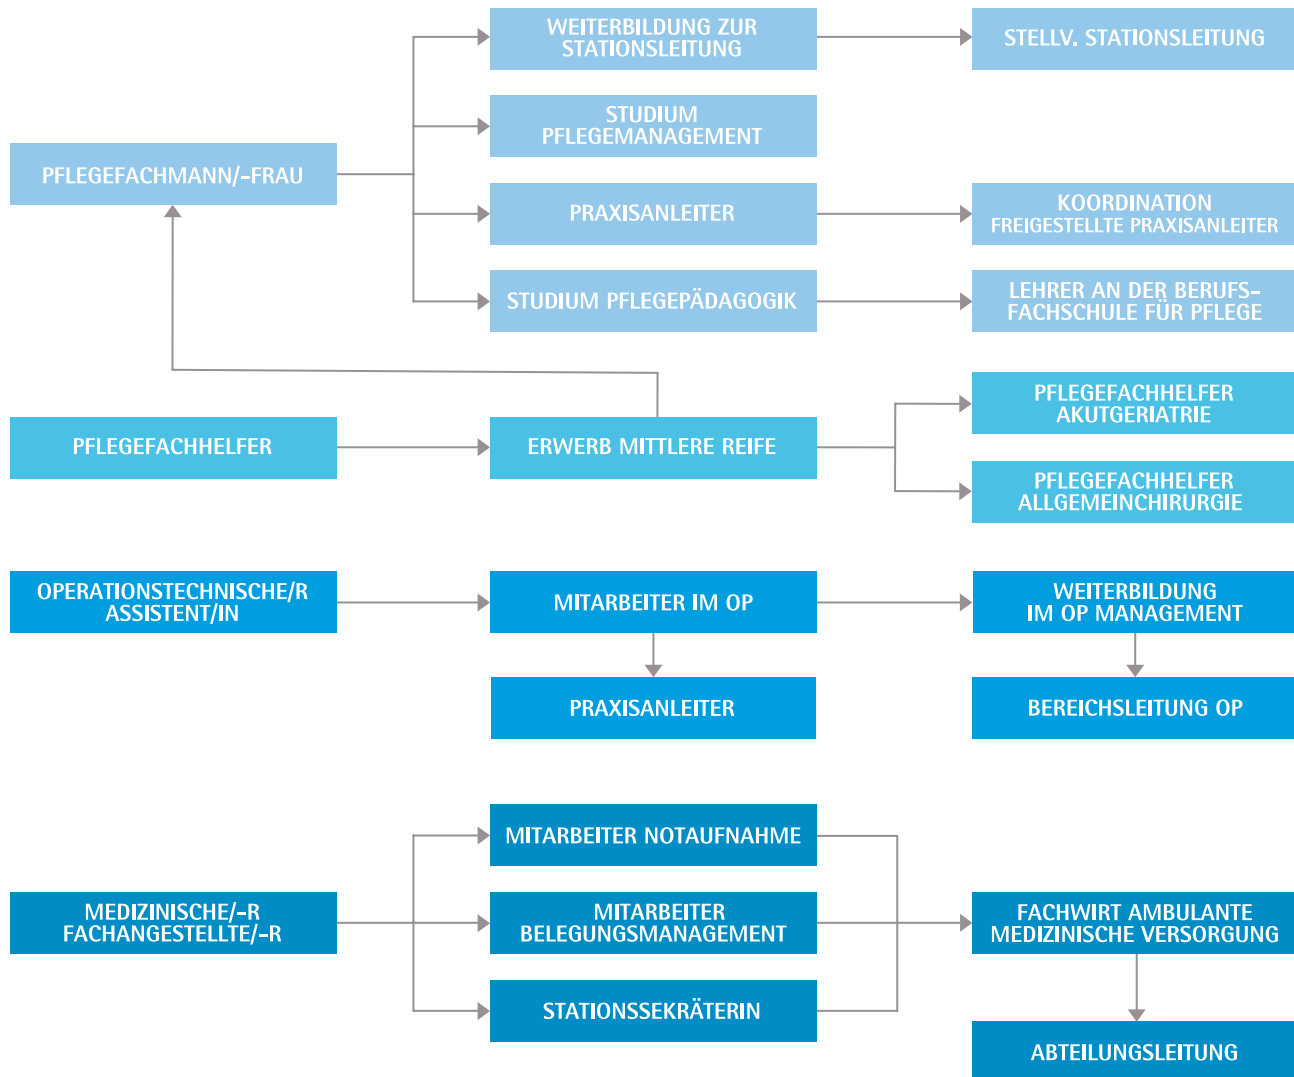 WEITERBILDUNG ZUR
STATIONSLEITUNG
STELLV. STATIONSLEITUNG
STUDIUM
PFLEGEMANAGEMENT
PFLEGEFACHMANN/-FRAU
PRAXISANLEITER
KOORDINATION
FREIGESTELLTE PRAXISANLEITER
STUDIUM PFLEGEPÄDAGOGIK
LEHRER AN DER BERUFS-
FACHSCHULE FÜR PFLEGE
PFLEGEFACHHELFER
ERWERB MITTLERE REIFE
PFLEGEFACHHELFER
AKUTGERIATRIE
PFLEGEFACHHELFER
ALLGEMEINCHIRURGIE
OPERATIONSTECHNISCHE/R
ASSISTENT/IN
MITARBEITER IM OP
WEITERBILDUNG
IM OP MANAGEMENT
PRAXISANLEITER
BEREICHSLEITUNG OP
MITARBEITER NOTAUFNAHME
MEDIZINISCHE/-R
FACHANGESTELLTE/-R
MITARBEITER
BELEGUNGSMANAGEMENT
FACHWIRT AMBULANTE
MEDIZINISCHE VERSORGUNG
STATIONSSEKRÄTERIN
ABTEILUNGSLEITUNG